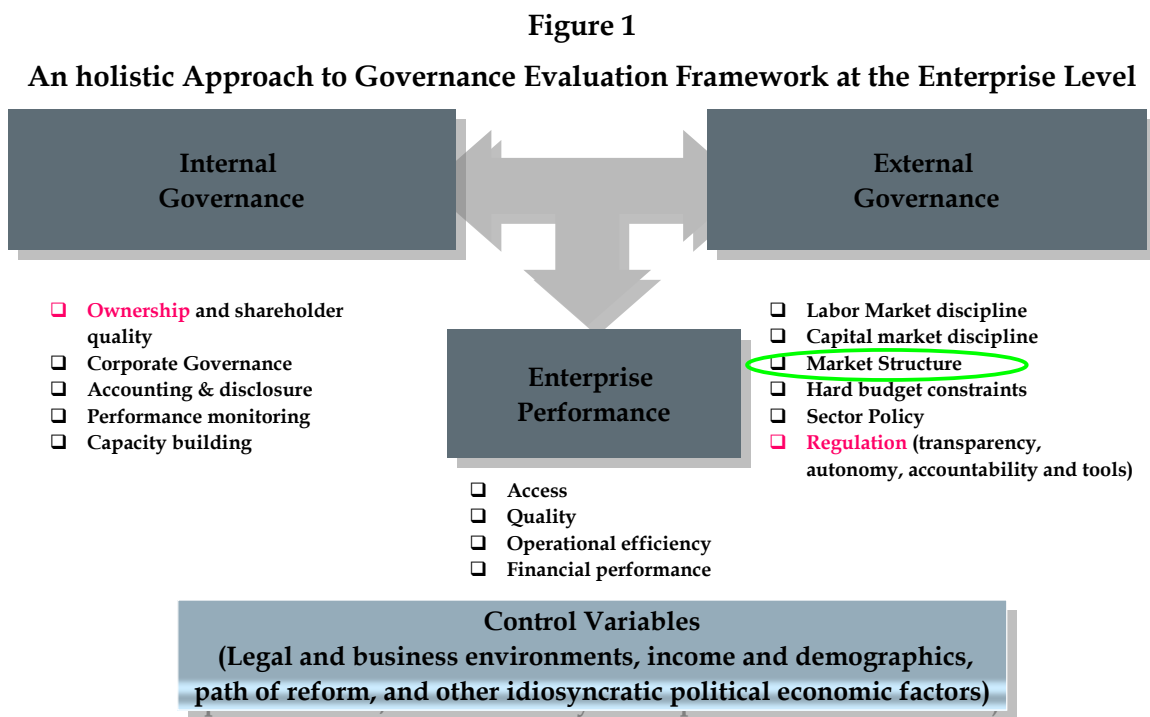 Figure 1
An holistic Approach to Governance Evaluation Framework at the Enterprise Level
Internal
Governance
External
Governance
❑ Ownership and shareholder
quality
❑ Corporate Governance
❑ Accounting & disclosure
❑ Performance monitoring
❑ Capacity building
Enterprise
Performance
❑ Labor Market discipline
❑ Capital market discipline
❑ Market Structure
❑ Hard budget constraints
❑ Sector Policy
❑ Regulation (transparency,
autonomy, accountability and tools)
❑ Access
❑ Quality
❑ Operational efficiency
❑ Financial performance
Control Variables
(Legal and business environments, income and demographics,
path of reform, and other idiosyncratic political economic factors)